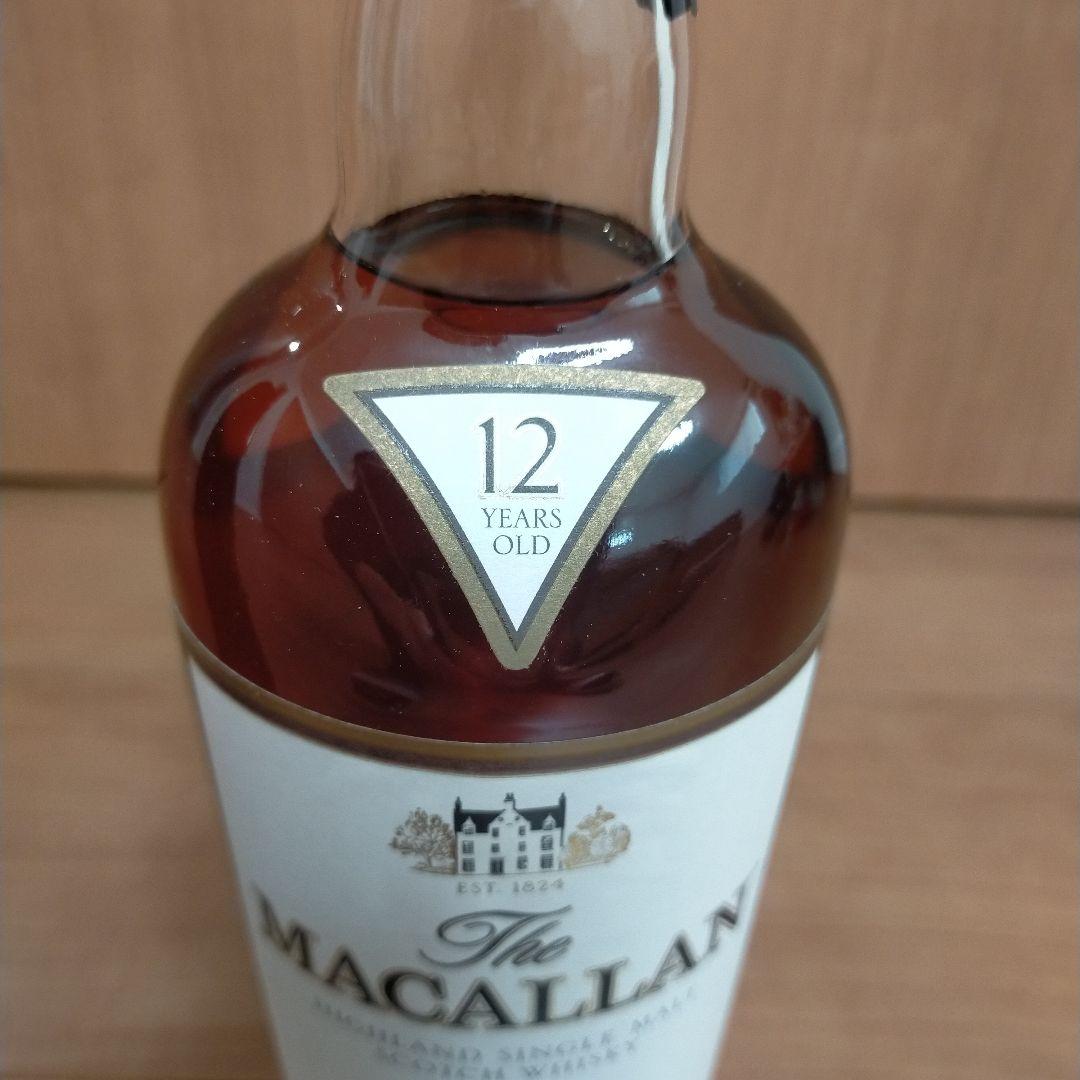 12
YEARS
OLD
EST. 1824
The
MACALLAN
HIGHLAND SINGLE MALT
SCOTCH WHISKY